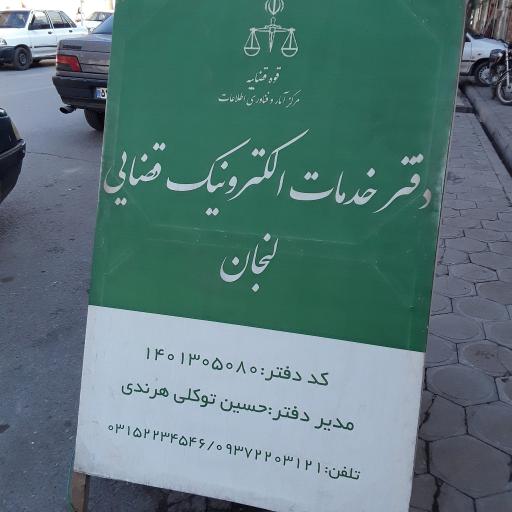 قوه قضاییه
مرکز آمار و فناوری اطلاعات
دفتر خدمات الکترونیک قضایی
لنجان
کد دفتر:۱۴۰۱۳۰۵۰۸۰
مدیر دفتر:حسین توکلی هرندی
تلفن:۰۳۱۵۲۲۳۴۵۴۶/۰۹۳۷۲۲۰۳۱۲۱